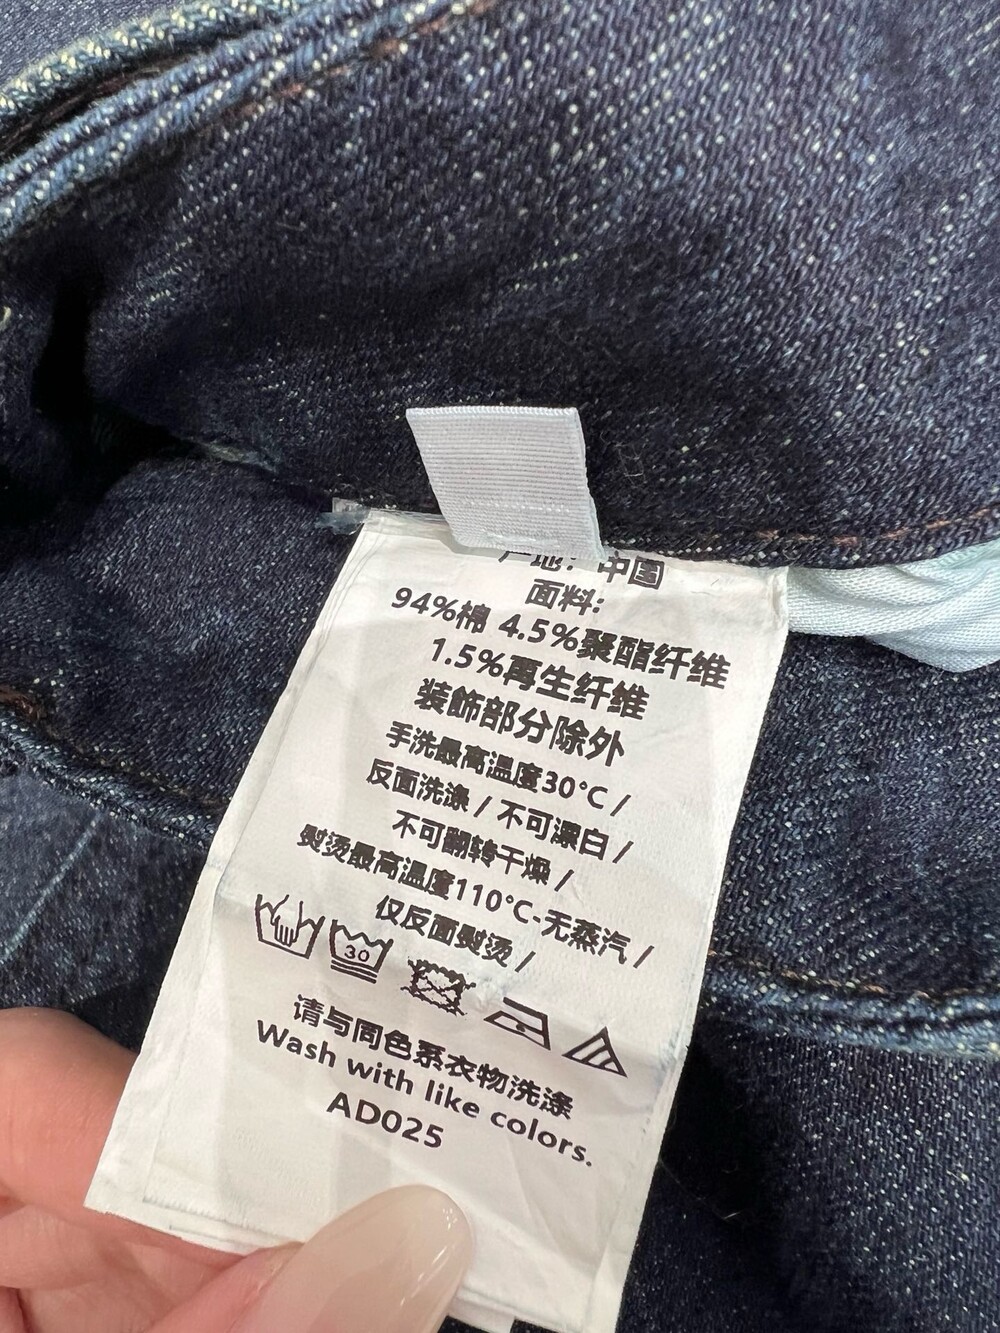 产地：中国
面料:
94%棉 4.5%聚酯纤维
1.5%再生纤维
装飾部分除外
手洗最高温度30°C /
反面洗涤 / 不可漂白 /
不可翻转干燥 /
熨烫最高温度110°C-无蒸汽 /
仅反面熨烫 /
30
请与同色系衣物洗涤
Wash with like colors.
AD025